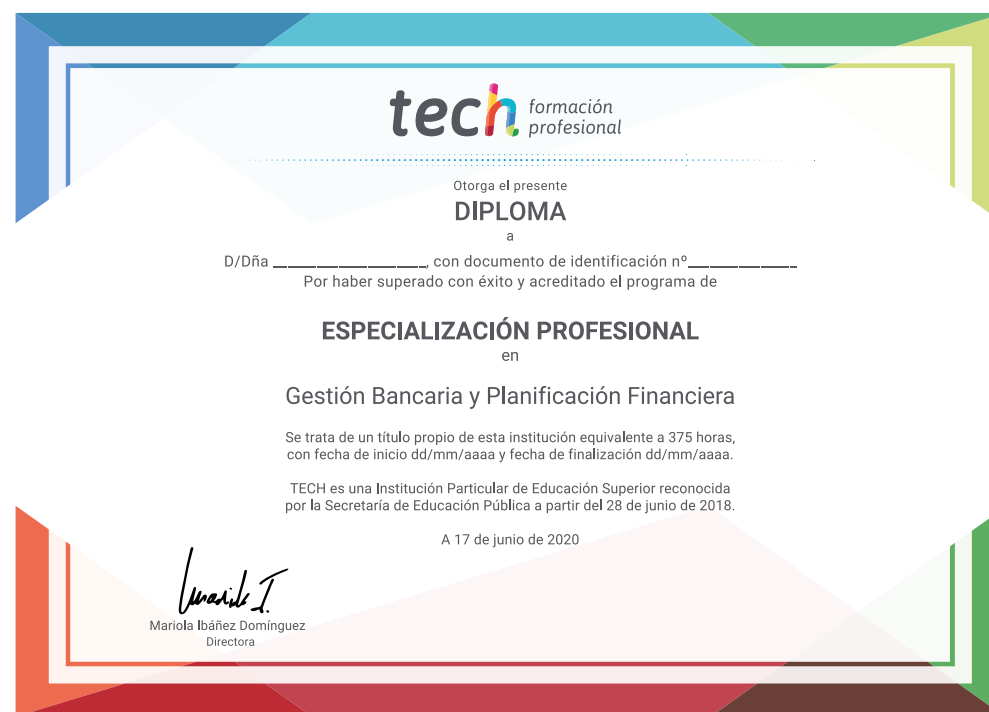 tech formación
profesional
Otorga el presente
DIPLOMA
a
D/Dña ______________________, con documento de identificación nº_______________
Por haber superado con éxito y acreditado el programa de
ESPECIALIZACIÓN PROFESIONAL
en
Gestión Bancaria y Planificación Financiera
Se trata de un título propio de esta institución equivalente a 375 horas,
con fecha de inicio dd/mm/aaaa y fecha de finalización dd/mm/aaaa.
TECH es una Institución Particular de Educación Superior reconocida
por la Secretaría de Educación Pública a partir del 28 de junio de 2018.
A 17 de junio de 2020
Mariola Ibáñez Domínguez
Directora